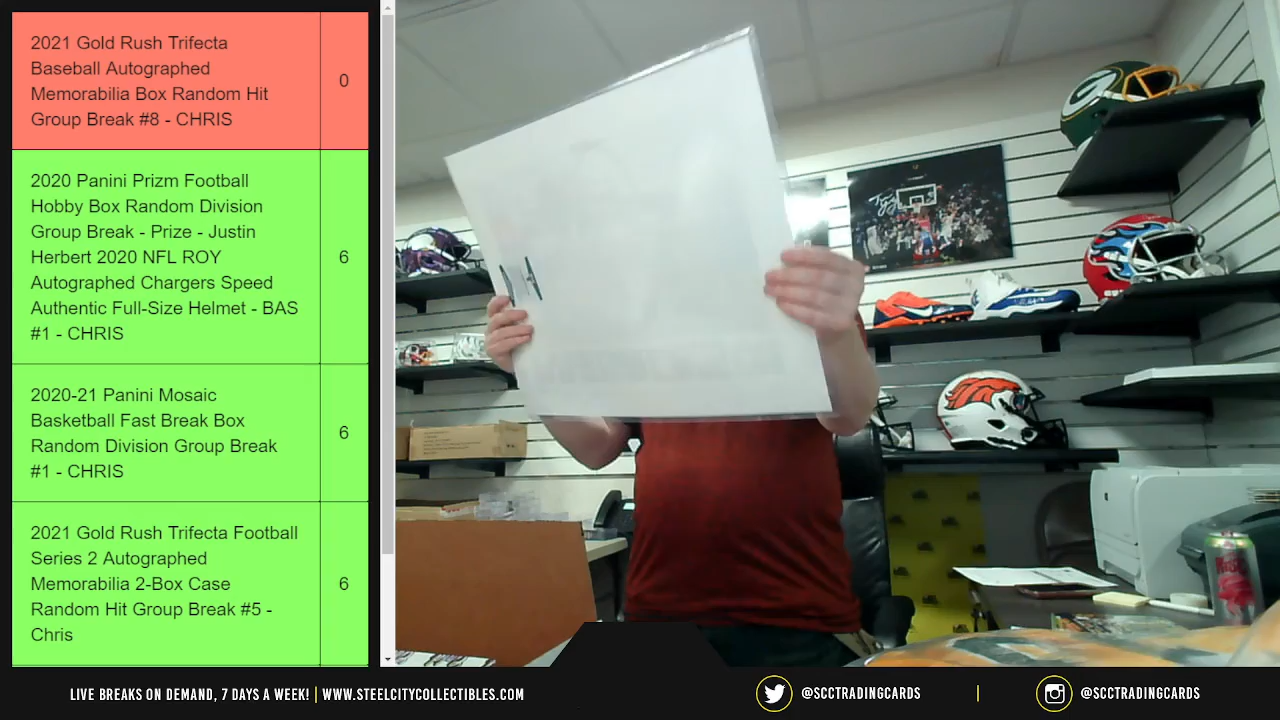 2021 Gold Rush Trifecta
Baseball Autographed
Memorabilia Box Random Hit
Group Break #8 - CHRIS
0
2020 Panini Prizm Football
Hobby Box Random Division
Group Break - Prize - Justin
Herbert 2020 NFL ROY
Autographed Chargers Speed
Authentic Full-Size Helmet - BAS
#1 - CHRIS
6
2020-21 Panini Mosaic
Basketball Fast Break Box
Random Division Group Break
#1 - CHRIS
6
2021 Gold Rush Trifecta Football
Series 2 Autographed
Memorabilia 2-Box Case
Random Hit Group Break #5 -
Chris
6
LIVE BREAKS ON DEMAND, 7 DAYS A WEEK! | WWW.STEELCITYCOLLECTIBLES.COM
@SCCTRADINGCARDS | @SCCTRADINGCARDS